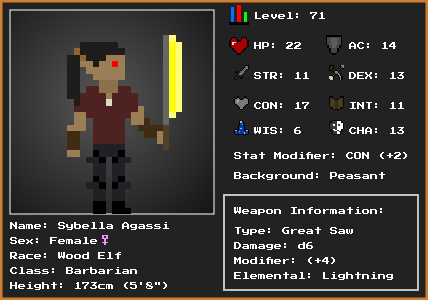 Level: 71
HP: 22
AC: 14
STR: 11
DEX: 13
CON: 17
INT: 11
WIS: 6
CHA: 13
Stat Modifier: CON (+2)
Background: Peasant
Name: Sybella Agassi
Sex: Female♀
Race: Wood Elf
Class: Barbarian
Height: 173cm (5'8")
Weapon Information:
Type: Great Saw
Damage: d6
Modifier: (+4)
Elemental: Lightning